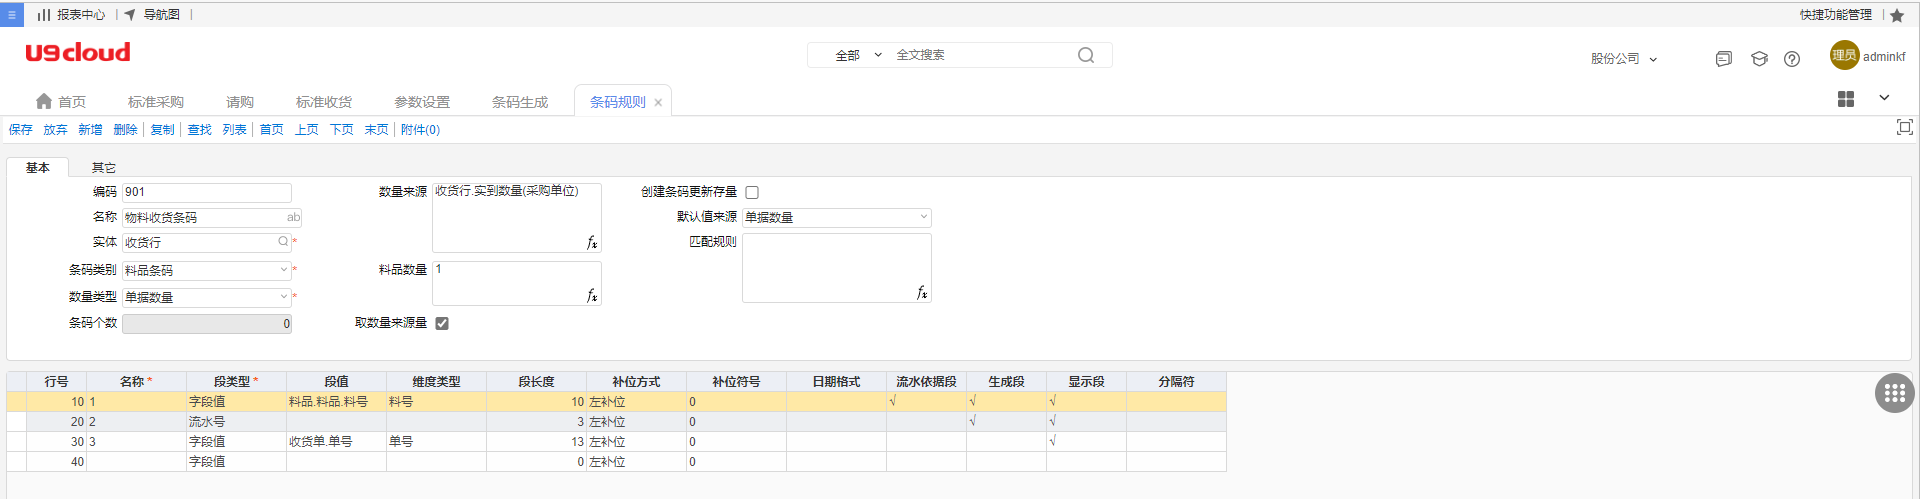 报表中心 | 导航图 | 快捷功能管理 |
U9cloud 全部 全文搜索 股份公司 理员 adminkf
首页 标准采购 请购 标准收货 参数设置 条码生成 条码规则 ×
保存 放弃 新增 删除 | 复制 | 查找 列表 | 首页 上页 下页 末页 | 附件(0)
基本 其它
编码 901 数量来源 收货行.实到数量(采购单位) 创建条码更新存量
名称 物料收货条码 ab 默认值来源 单据数量
实体 收货行 * fx 匹配规则
条码类别 料品条码 * 料品数量 1
数量类型 单据数量 * fx fx
条码个数 0 取数量来源量
行号 名称 * 段类型 * 段值 维度类型 段长度 补位方式 补位符号 日期格式 流水依据段 生成段 显示段 分隔符
10 1 字段值 料品.料品.料号 料号 10 左补位 0 √ √ √
20 2 流水号 3 左补位 0 √ √
30 3 字段值 收货单.单号 单号 13 左补位 0 √
40 字段值 0 左补位 0